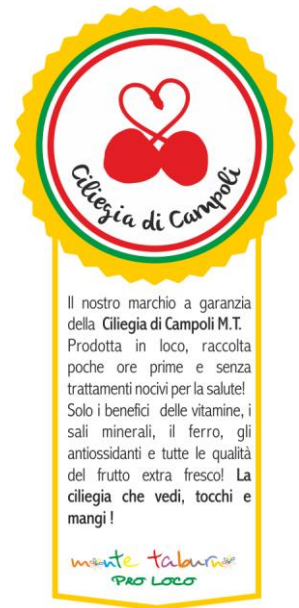 Ciliegia di Campoli
Il nostro marchio a garanzia
della Ciliegia di Campoli M.T.
Prodotta in loco, raccolta
poche ore prime e senza
trattamenti nocivi per la salute!
Solo i benefici delle vitamine, i
sali minerali, il ferro, gli
antiossidanti e tutte le qualità
del frutto extra fresco! La
ciliegia che vedi, tocchi e
mangi !
monte taburno
PRO LOCO